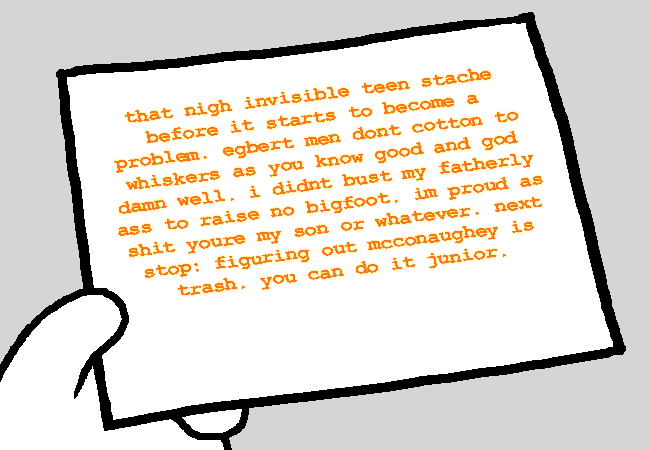 that nigh invisible teen stache
before it starts to become a
problem. egbert men dont cotton to
whiskers as you know good and god
damn well. i didnt bust my fatherly
ass to raise no bigfoot. im proud as
shit youre my son or whatever. next
stop: figuring out mcconaughey is
trash. you can do it junior.